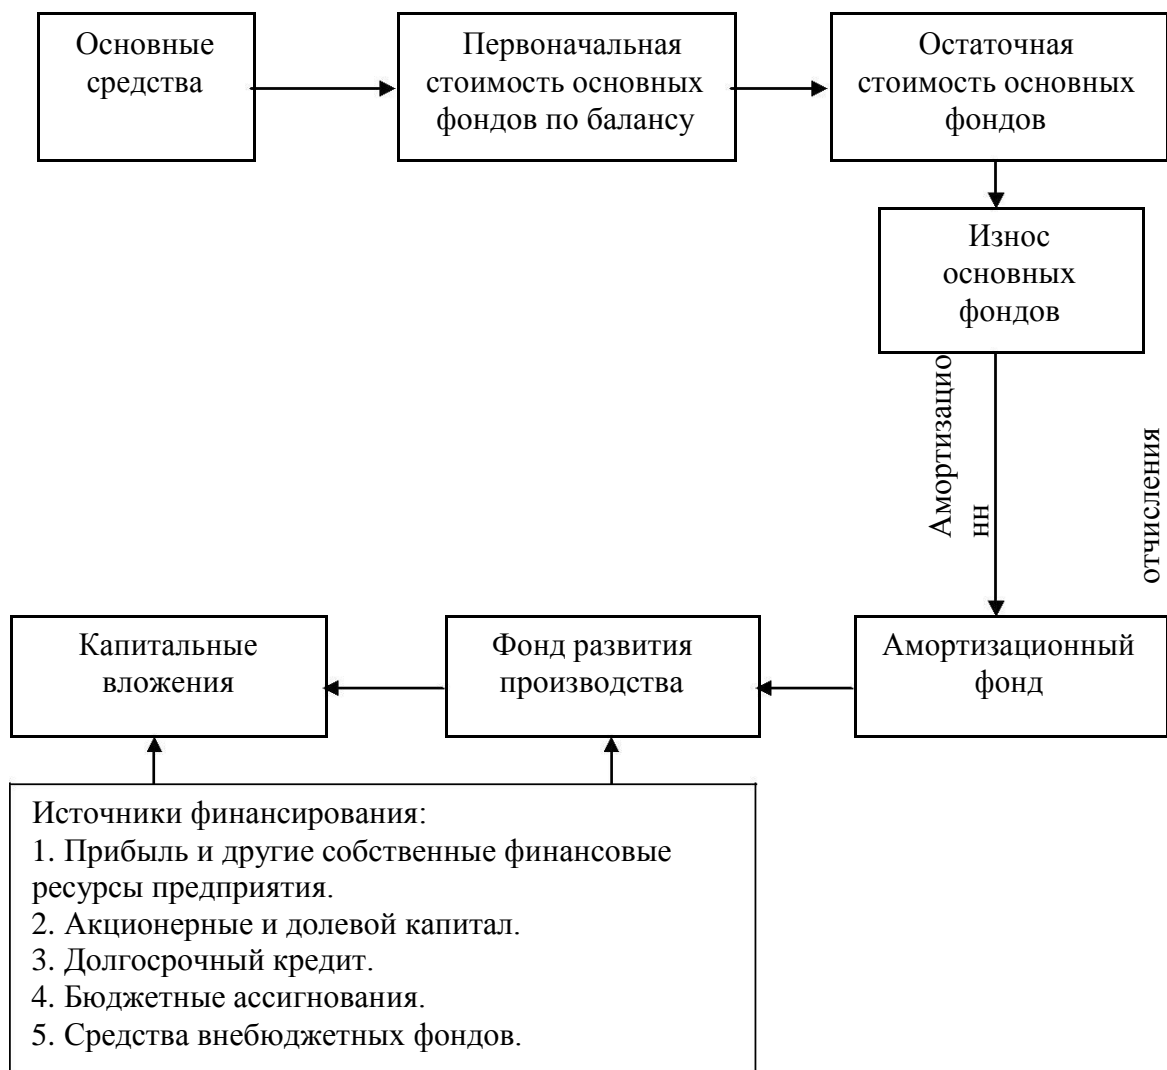 Основные
средства
Первоначальная
стоимость основных
фондов по балансу
Остаточная
стоимость основных
фондов
Износ
основных
фондов
Амортизацио
нн
отчисления
Капитальные
вложения
Фонд развития
производства
Амортизационный
фонд
Источники финансирования:
1. Прибыль и другие собственные финансовые
ресурсы предприятия.
2. Акционерные и долевой капитал.
3. Долгосрочный кредит.
4. Бюджетные ассигнования.
5. Средства внебюджетных фондов.